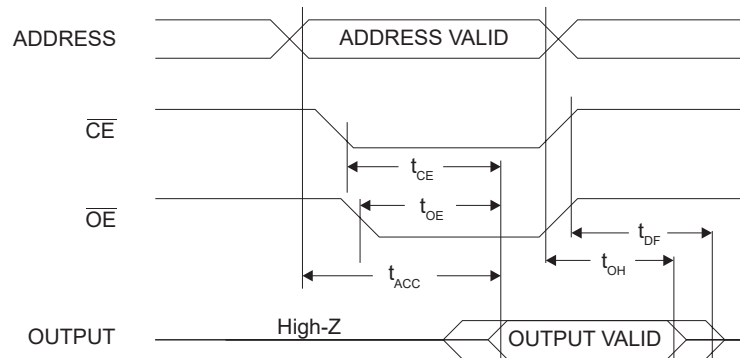 ADDRESS ADDRESS VALID
CE
tCE
OE tOE
tDF
tOH
tACC
High-Z
OUTPUT OUTPUT VALID